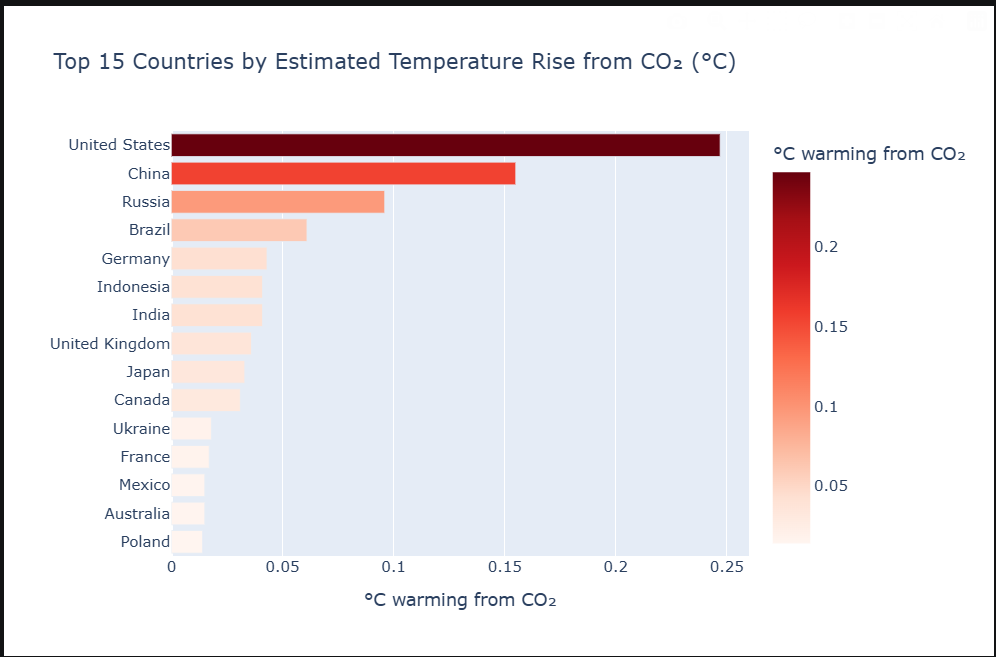 Top 15 Countries by Estimated Temperature Rise from CO₂ (°C)
°C warming from CO₂
United States
China
Russia
Brazil
Germany
Indonesia
India
United Kingdom
Japan
Canada
Ukraine
France
Mexico
Australia
Poland
0.2
0.15
0.1
0.05
0 0.05 0.1 0.15 0.2 0.25
°C warming from CO₂